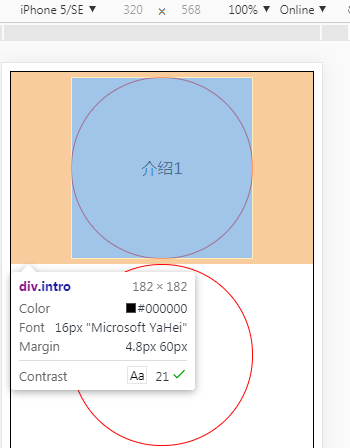 iPhone 5/SE ▼ 320 × 568 100% ▼ Online ▼
介绍1
div.intro 182 × 182
Color #000000
Font 16px "Microsoft YaHei"
Margin 4.8px 60px
Contrast Aa 21